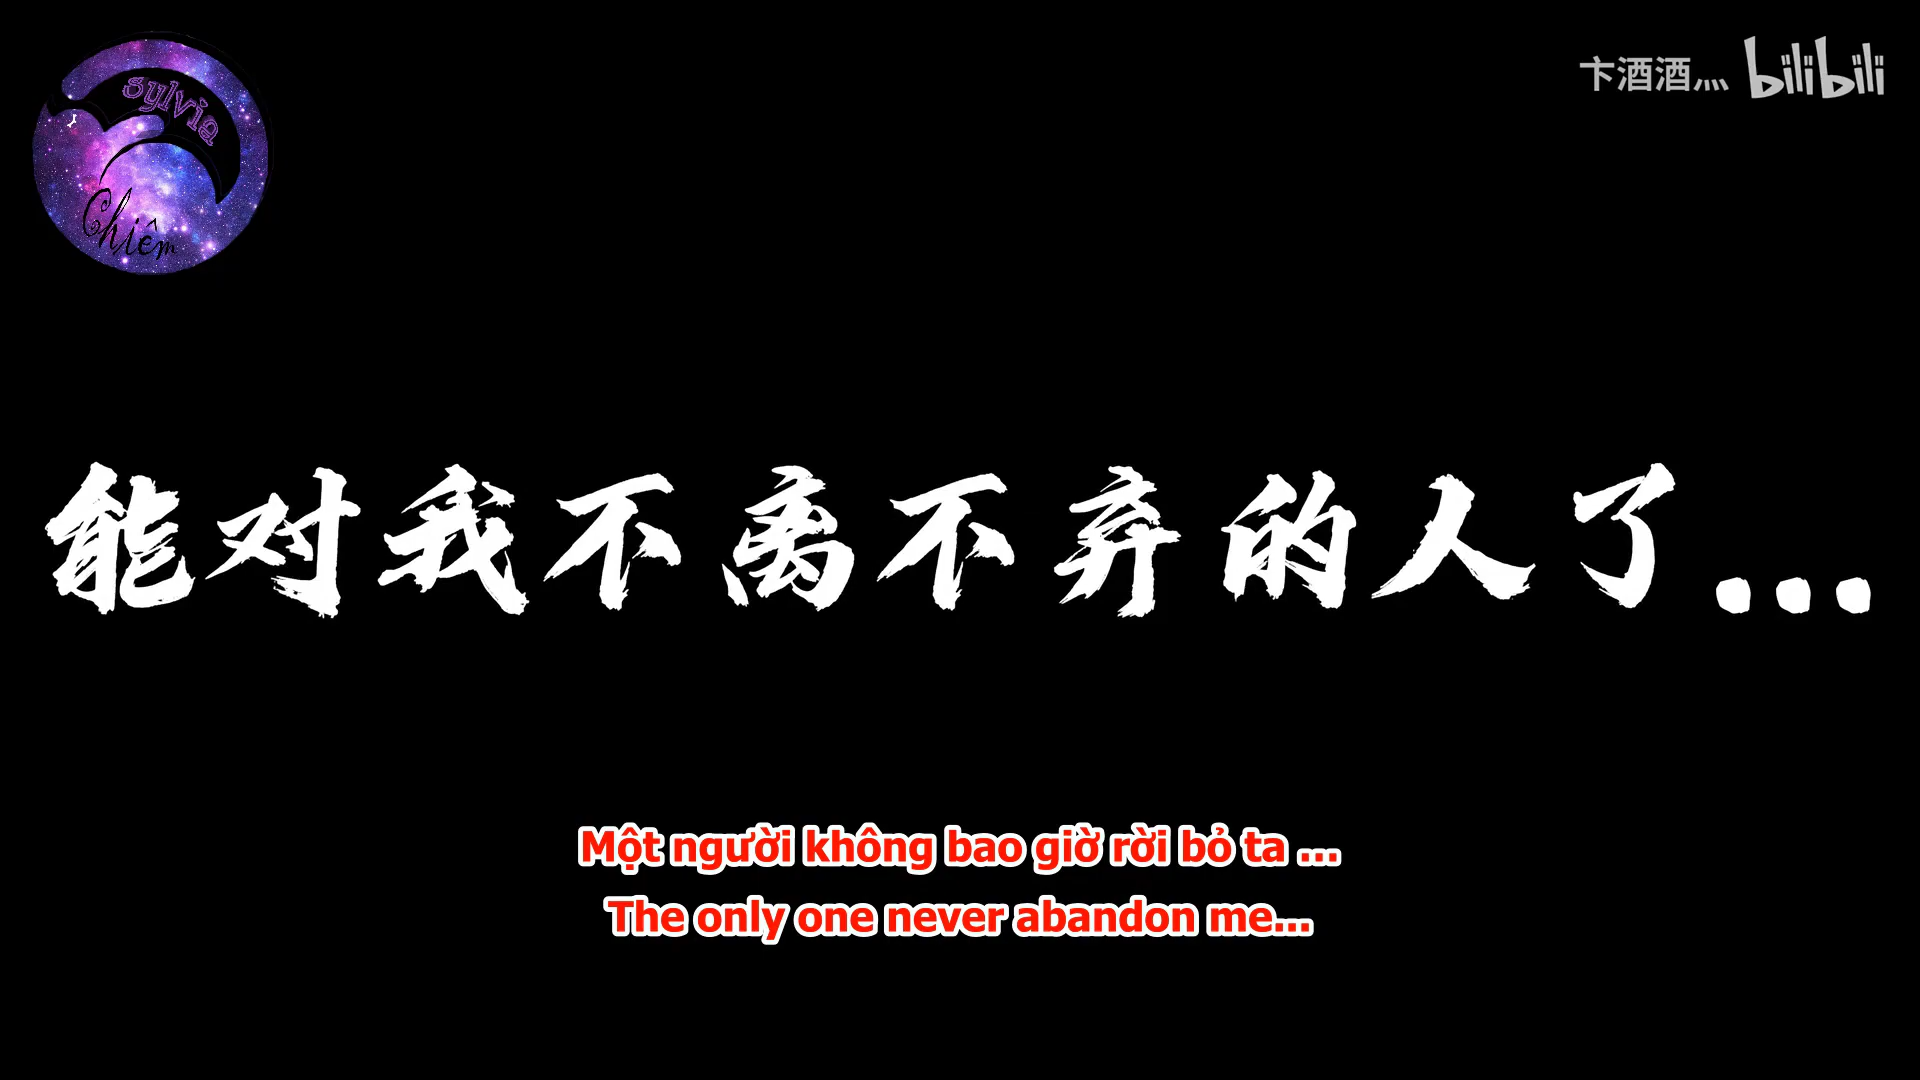 sylvia
Chiêm
卞酒酒灬 bilibili
能对我不离不弃的人了...
Một người không bao giờ rời bỏ ta ...
The only one never abandon me...